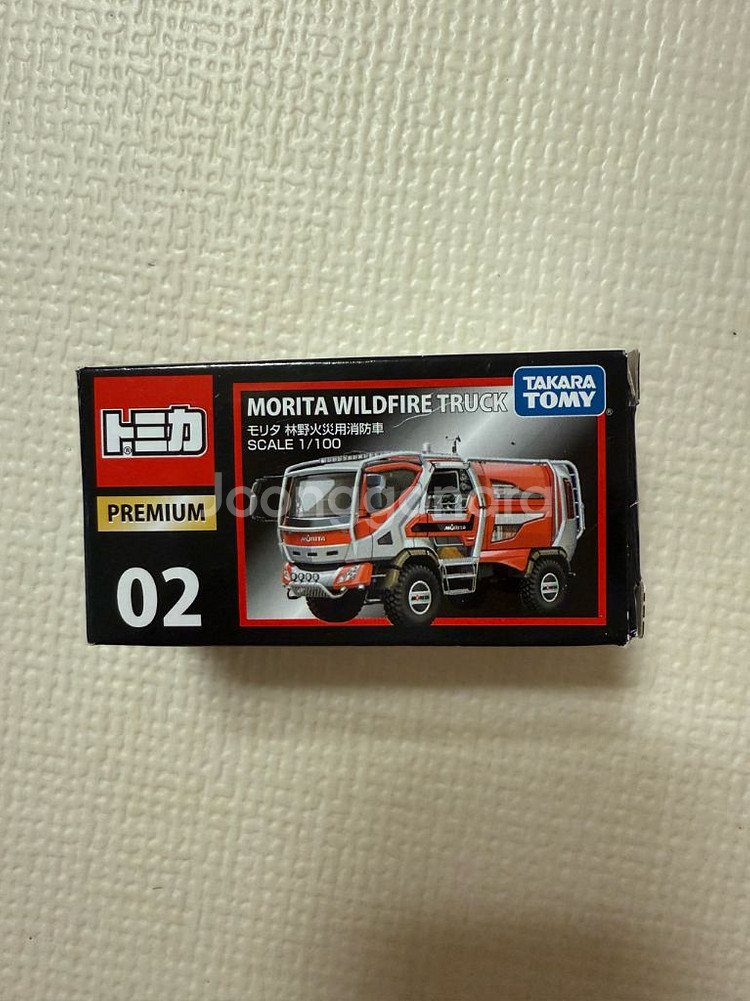 トミカ
PREMIUM
02
MORITA WILDFIRE TRUCK
モリタ 林野火災用消防車
SCALE 1/100
TAKARA
TOMY
Joonggonara
MORITA
MORITA